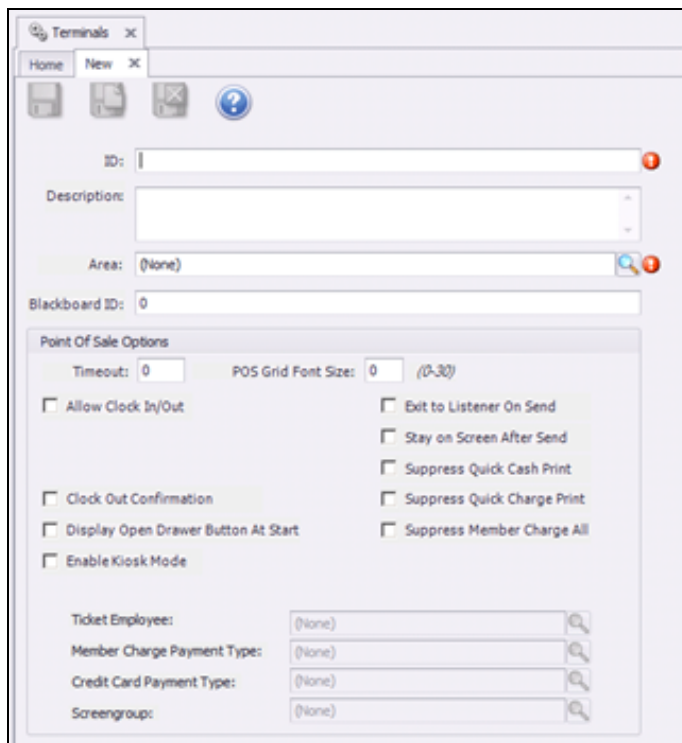 Terminals
Home New
ID:
Description:
Area: (None)
Blackboard ID: 0
Point Of Sale Options
Timeout: 0 POS Grid Font Size: 0 (0-30)
Allow Clock In/Out Exit to Listener On Send
Stay on Screen After Send
Suppress Quick Cash Print
Clock Out Confirmation Suppress Quick Charge Print
Display Open Drawer Button At Start Suppress Member Charge All
Enable Kiosk Mode
Ticket Employee: (None)
Member Charge Payment Type: (None)
Credit Card Payment Type: (None)
Screengroup: (None)